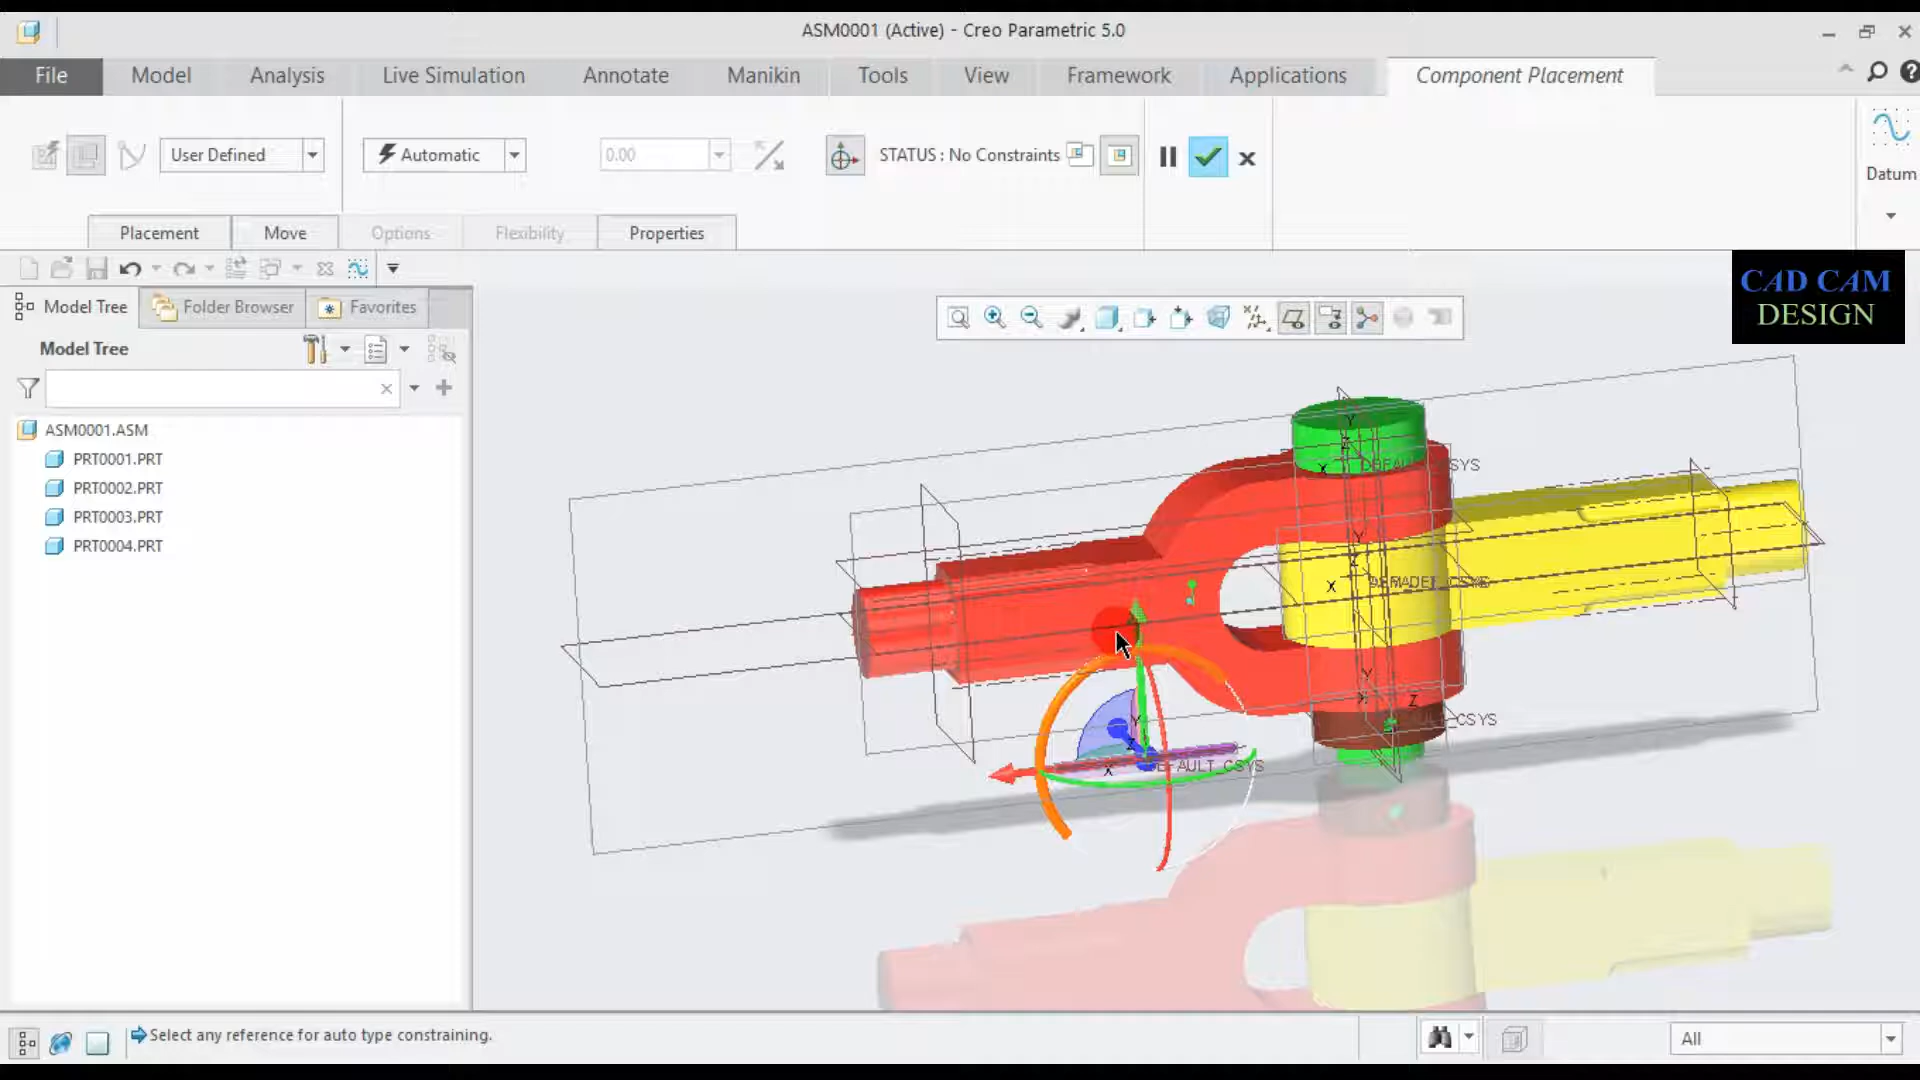 ASM0001 (Active) - Creo Parametric 5.0
File Model Analysis Live Simulation Annotate Manikin Tools View Framework Applications Component Placement
User Defined Automatic 0.00 STATUS : No Constraints
Datum
Placement Move Options Flexibility Properties
CAD CAM
DESIGN
Model Tree Folder Browser Favorites
Model Tree
ASM0001.ASM
PRT0001.PRT
PRT0002.PRT
PRT0003.PRT
PRT0004.PRT
Y
Z
X
Y
X
Y
X Z
Y
Z
X
Select any reference for auto type constraining.
All